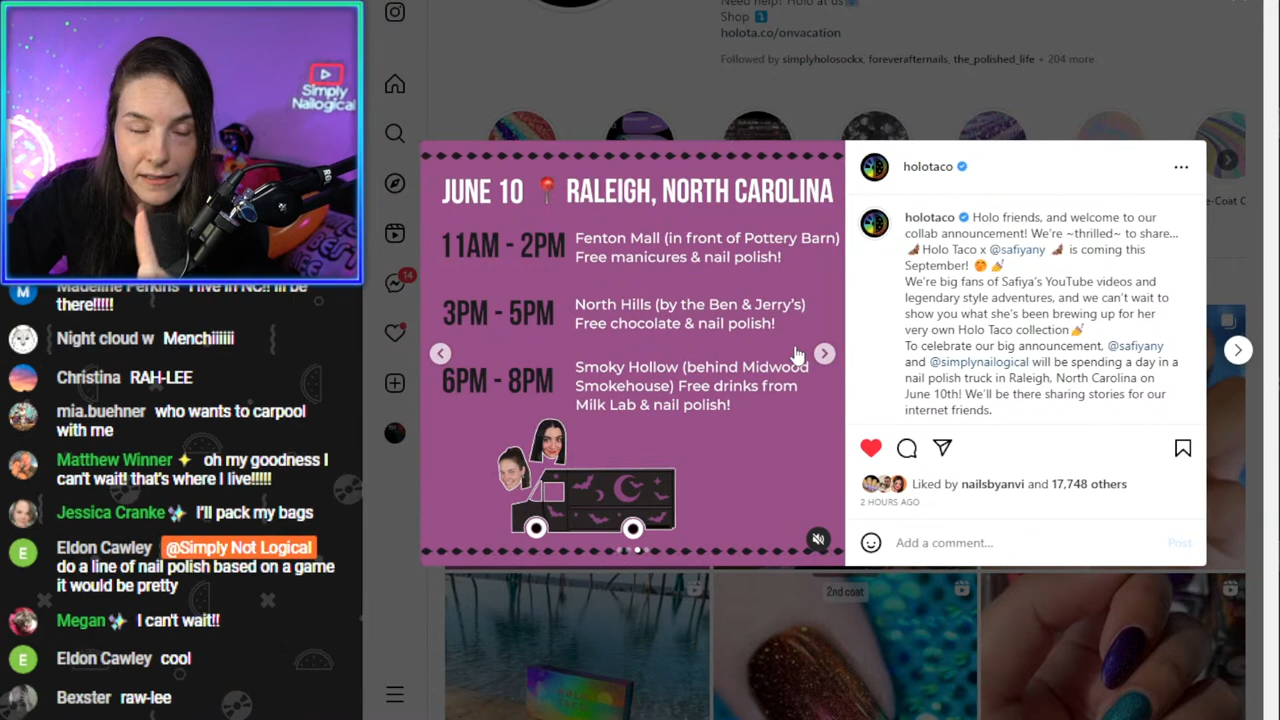 Simply
Nailogical
Madeline Perkins I live in NC!! Ill be
there!!!!!
Night cloud w Menchiiiiii
Christina RAH-LEE
mia.buehner who wants to carpool
with me
Matthew Winner oh my goodness I
can't wait! that's where I live!!!!!
Jessica Cranke I'll pack my bags
Eldon Cawley @Simply Not Logical
do a line of nail polish based on a game
it would be pretty
Megan I can't wait!!
Eldon Cawley cool
Bexster raw-lee
14
Need help? Holo at us
Shop
holota.co/onvacation
Followed by simplyholosockx, foreverafternails, the_polished_life + 204 more
JUNE 10 📍 RALEIGH, NORTH CAROLINA
11AM - 2PM Fenton Mall (in front of Pottery Barn)
Free manicures & nail polish!
3PM - 5PM North Hills (by the Ben & Jerry's)
Free chocolate & nail polish!
6PM - 8PM Smoky Hollow (behind Midwood
Smokehouse) Free drinks from
Milk Lab & nail polish!
holotaco
holotaco Holo friends, and welcome to our
collab announcement! We're ~thrilled~ to share...
Holo Taco x @safiyany is coming this
September! 🤭💅
We're big fans of Safiya's YouTube videos and
legendary style adventures, and we can't wait to
show you what she's been brewing up for her
very own Holo Taco collection💅
To celebrate our big announcement, @safiyany
and @simplynailogical will be spending a day in a
nail polish truck in Raleigh, North Carolina on
June 10th! We'll be there sharing stories for our
internet friends.
Liked by nailsbyanvi and 17,748 others
2 HOURS AGO
Add a comment...
Post
2nd coat